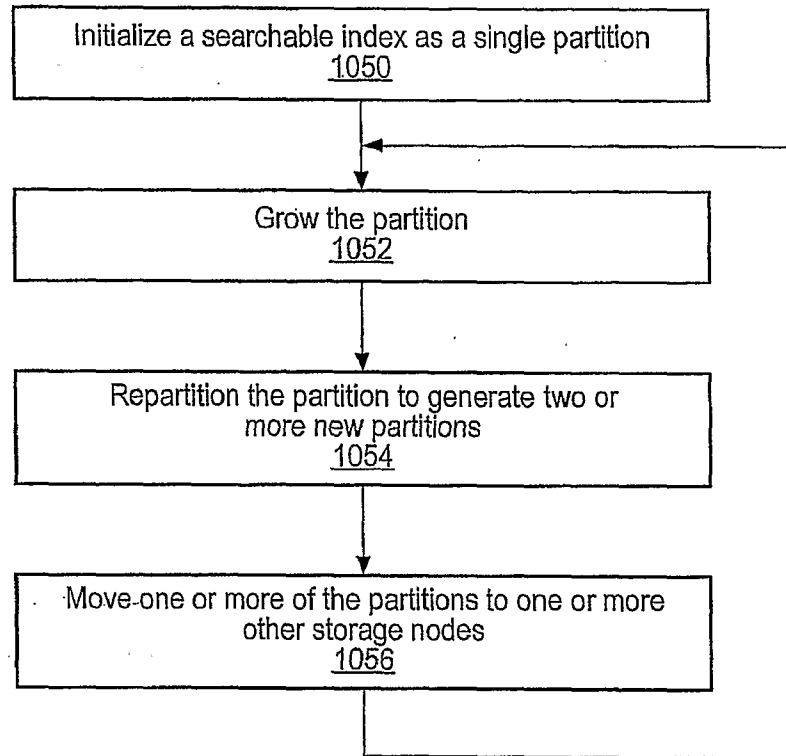 Initialize a searchable index as a single partition
1050
Grow the partition
1052
Repartition the partition to generate two or
more new partitions
1054
Move one or more of the partitions to one or more
other storage nodes
1056